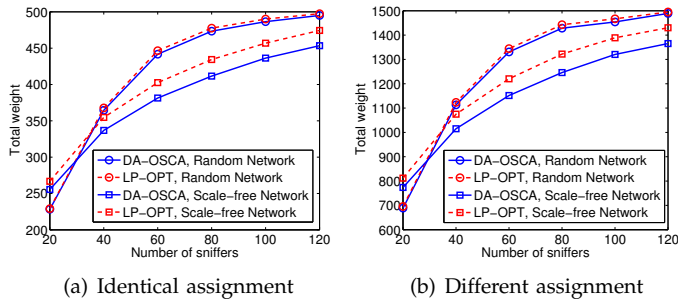 500
450
400
350
300
250
200
Total weight
20 40 60 80 100 120
Number of sniffers
DA−OSCA, Random Network
LP−OPT, Random Network
DA−OSCA, Scale−free Network
LP−OPT, Scale−free Network
(a) Identical assignment
1500
1400
1300
1200
1100
1000
900
800
700
600
Total weight
20 40 60 80 100 120
Number of sniffers
DA−OSCA, Random Network
LP−OPT, Random Network
DA−OSCA, Scale−free Network
LP−OPT, Scale−free Network
(b) Different assignment